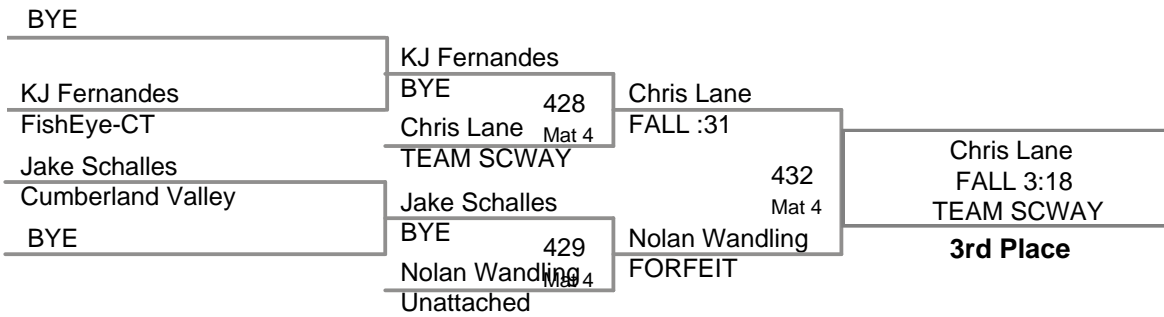 BYE
KJ Fernandes
FishEye-CT
Jake Schalles
Cumberland Valley
BYE
KJ Fernandes
BYE
428
Chris Lane
Mat 4
TEAM SCWAY
Jake Schalles
BYE
429
Nolan Wandling
Mat 4
Unattached
Chris Lane
FALL :31
432
Mat 4
Nolan Wandling
FORFEIT
Chris Lane
FALL 3:18
TEAM SCWAY
3rd Place